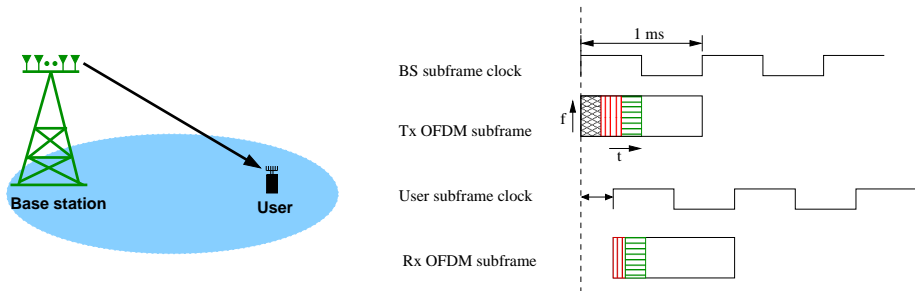 1 ms
BS subframe clock
f
Tx OFDM subframe
t
Base station
User
User subframe clock
Rx OFDM subframe